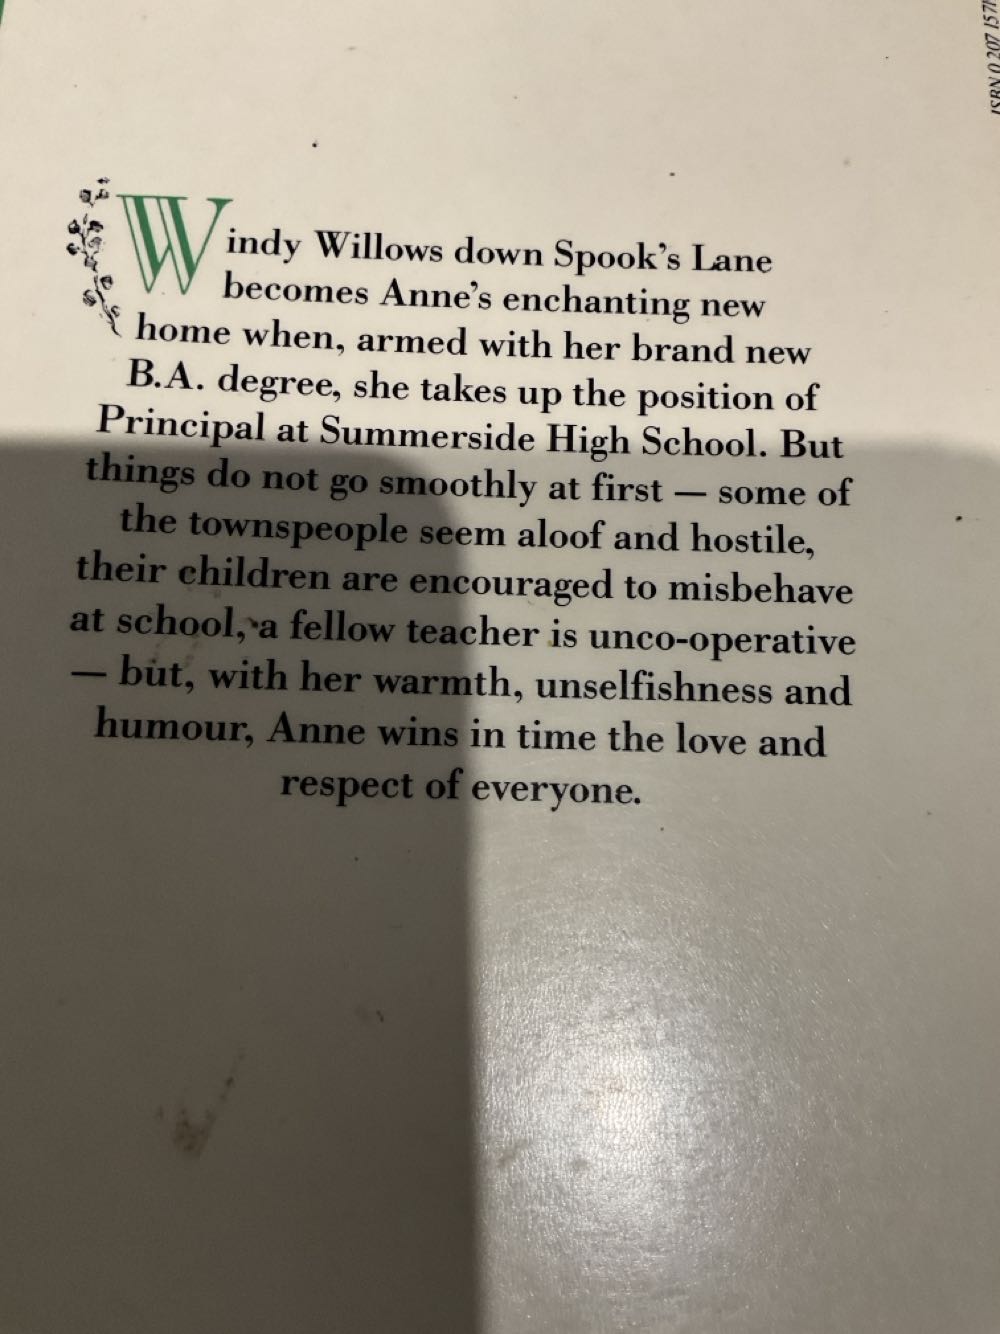 Windy Willows down Spook's Lane
becomes Anne's enchanting new
home when, armed with her brand new
B.A. degree, she takes up the position of
Principal at Summerside High School. But
things do not go smoothly at first — some of
the townspeople seem aloof and hostile,
their children are encouraged to misbehave
at school, a fellow teacher is unco-operative
— but, with her warmth, unselfishness and
humour, Anne wins in time the love and
respect of everyone.
ISBN 0 207